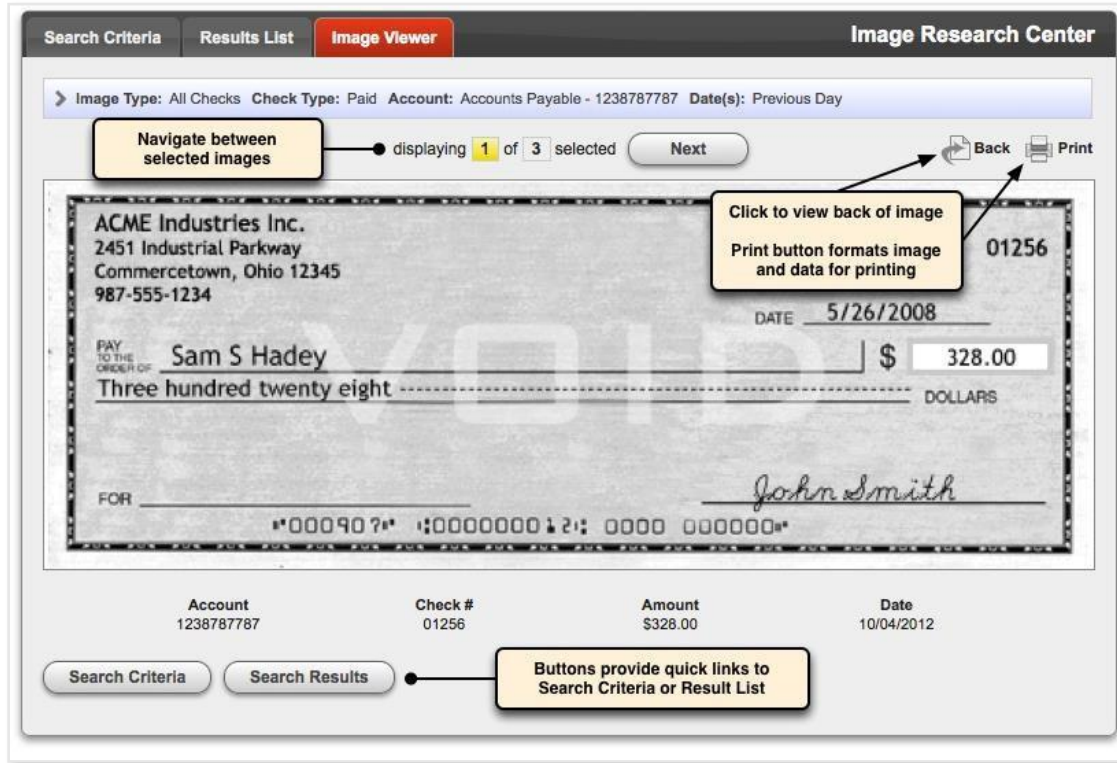 Search Criteria Results List Image Viewer Image Research Center
Image Type: All Checks Check Type: Paid Account: Accounts Payable - 1238787787 Date(s): Previous Day
Navigate between
selected images
displaying 1 of 3 selected Next
Back Print
Click to view back of image
Print button formats image
and data for printing
ACME Industries Inc.
2451 Industrial Parkway
Commercetown, Ohio 12345
987-555-1234
01256
DATE 5/26/2008
VOID
PAY
TO THE
ORDER OF Sam S Hadey $ 328.00
Three hundred twenty eight ---------------------------------------------------- DOLLARS
FOR John Smith
⑈000907⑈ ⑆000000012⑆ 0000 000000⑈
Account Check # Amount Date
1238787787 01256 $328.00 10/04/2012
Search Criteria Search Results
Buttons provide quick links to
Search Criteria or Result List